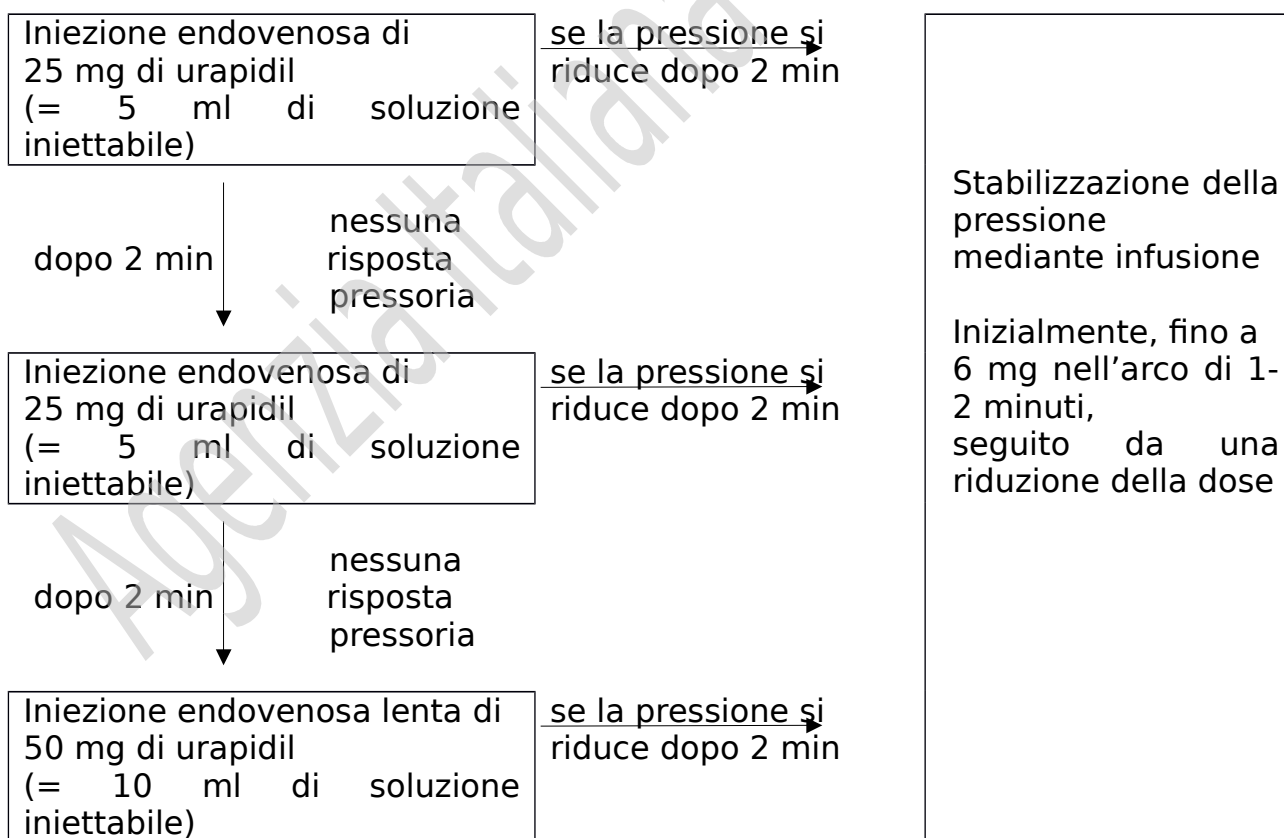 Iniezione endovenosa di
25 mg di urapidil
(= 5 ml di soluzione
iniettabile)
se la pressione si
riduce dopo 2 min
dopo 2 min
nessuna
risposta
pressoria
Iniezione endovenosa di
25 mg di urapidil
(= 5 ml di soluzione
iniettabile)
se la pressione si
riduce dopo 2 min
dopo 2 min
nessuna
risposta
pressoria
Iniezione endovenosa lenta di
50 mg di urapidil
(= 10 ml di soluzione
iniettabile)
se la pressione si
riduce dopo 2 min
Stabilizzazione della
pressione
mediante infusione
Inizialmente, fino a
6 mg nell’arco di 1-
2 minuti,
seguito da una
riduzione della dose
Agenzia Italiana